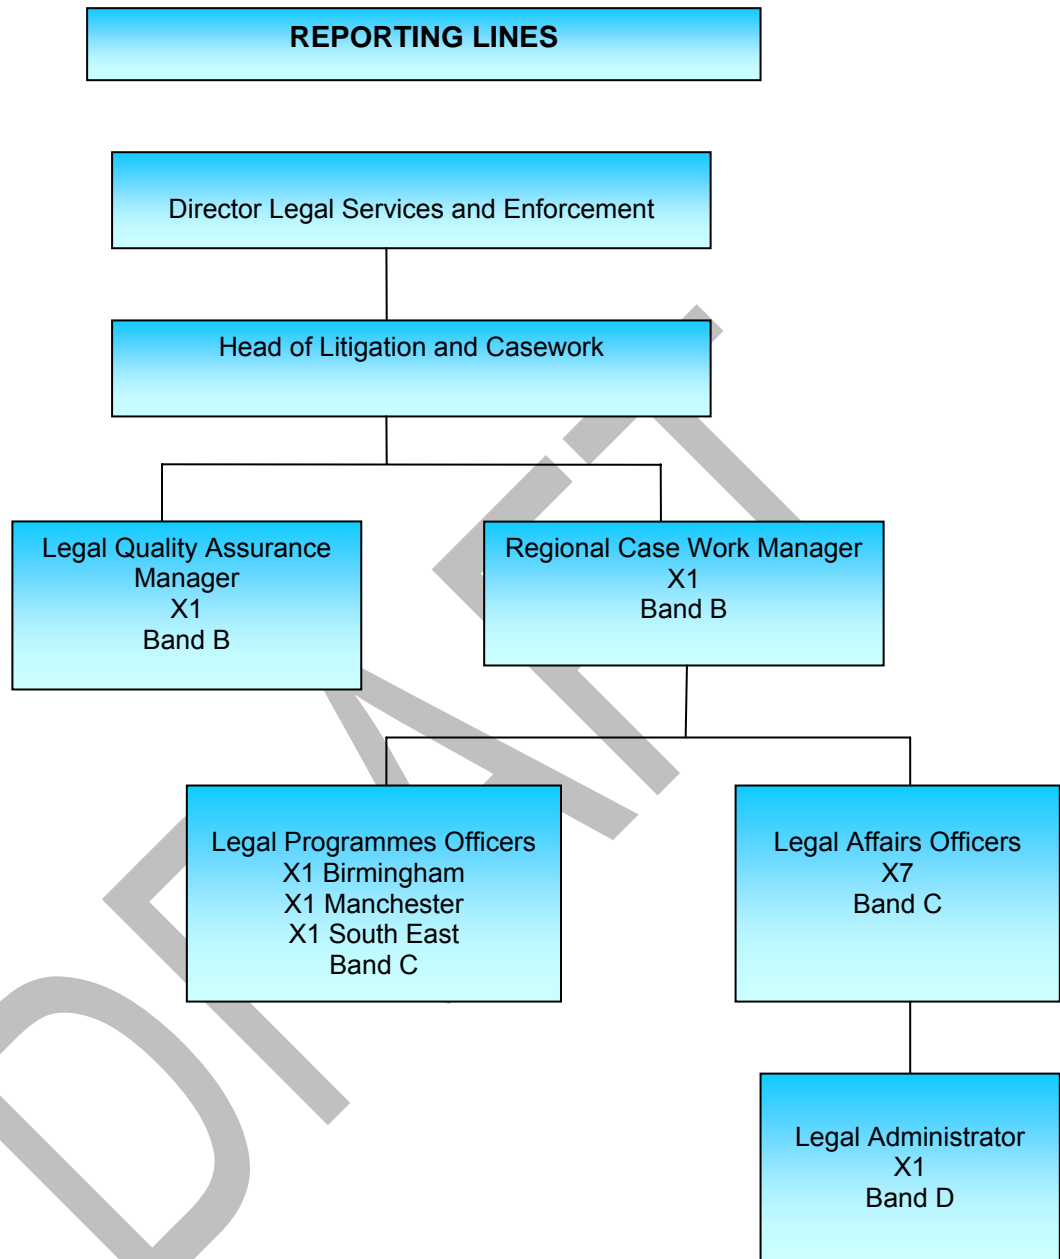 REPORTING LINES
Director Legal Services and Enforcement
Head of Litigation and Casework
Legal Quality Assurance
Manager
X1
Band B
Regional Case Work Manager
X1
Band B
Legal Programmes Officers
X1 Birmingham
X1 Manchester
X1 South East
Band C
Legal Affairs Officers
X7
Band C
Legal Administrator
X1
Band D
DRAFT